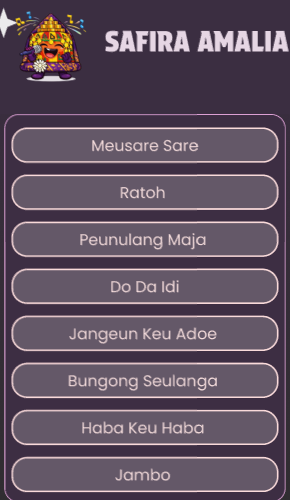 SAFIRA AMALIA
Meusare Sare
Ratoh
Peunulang Maja
Do Da Idi
Jangeun Keu Adoe
Bungong Seulanga
Haba Keu Haba
Jambo